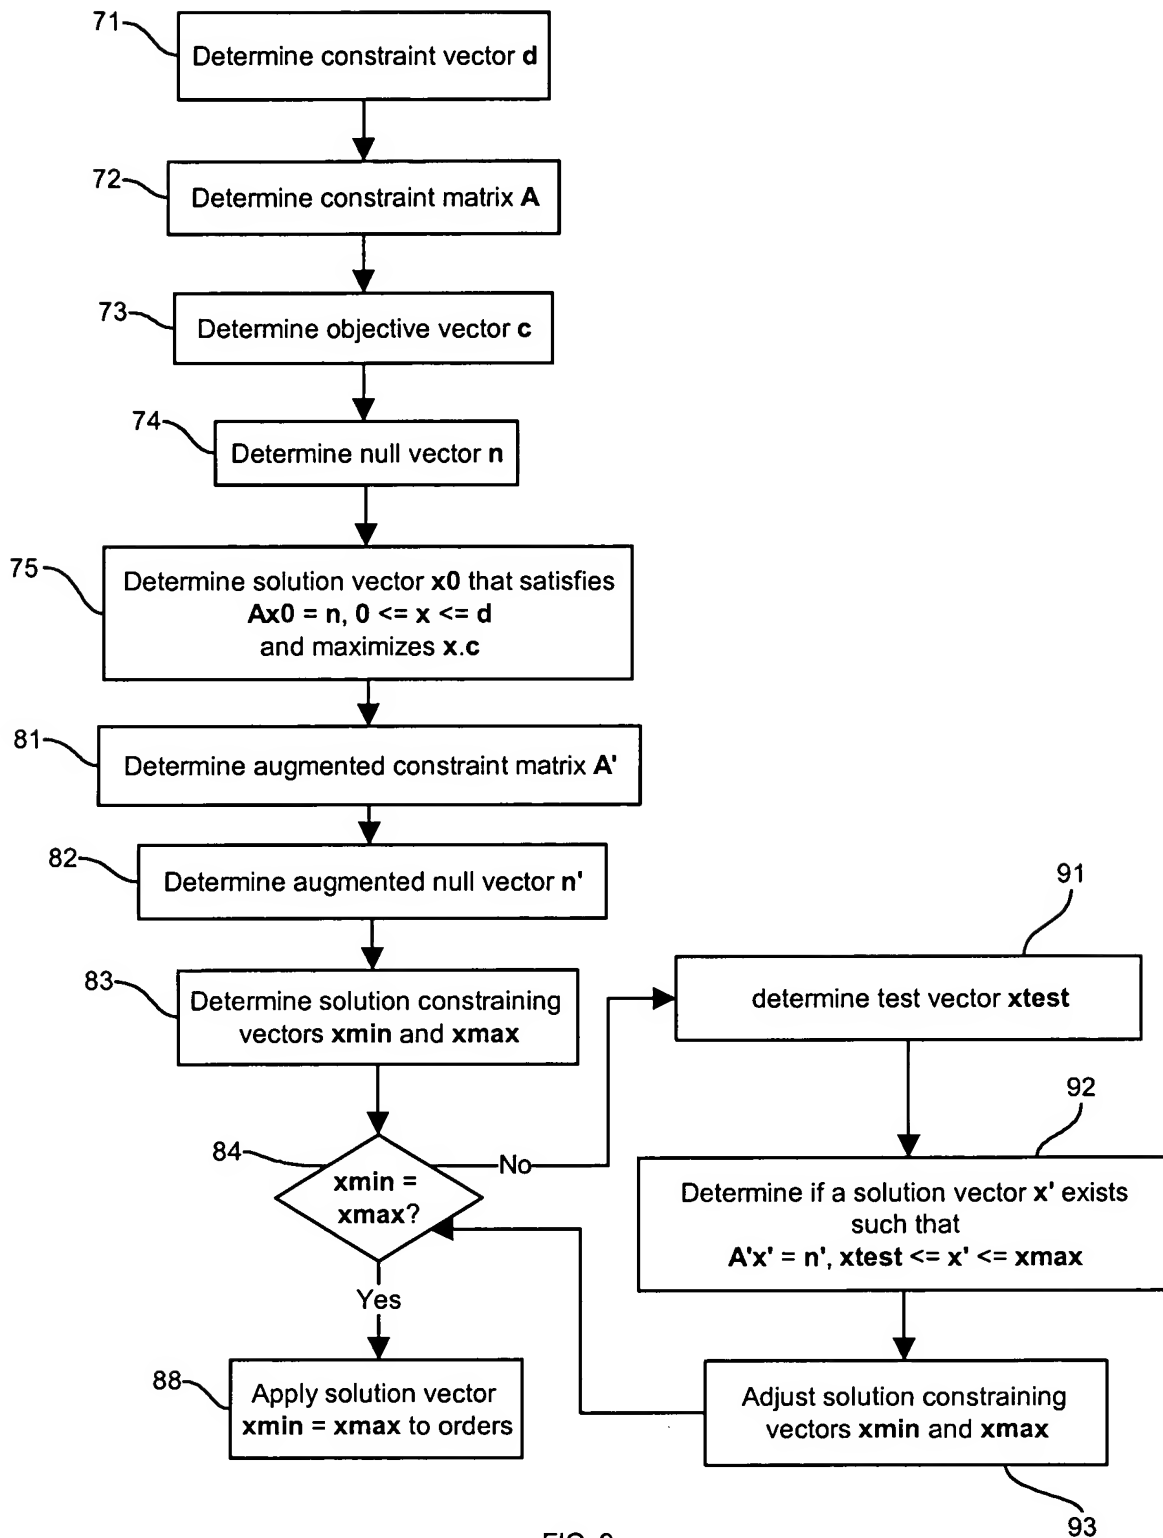 71
Determine constraint vector d
72
Determine constraint matrix A
73
Determine objective vector c
74
Determine null vector n
75
Determine solution vector x0 that satisfies
Ax0 = n, 0 <= x <= d
and maximizes x.c
81
Determine augmented constraint matrix A'
82
Determine augmented null vector n'
83
Determine solution constraining
vectors xmin and xmax
84
xmin =
xmax?
No
Yes
88
Apply solution vector
xmin = xmax to orders
91
determine test vector xtest
92
Determine if a solution vector x' exists
such that
A'x' = n', xtest <= x' <= xmax
Adjust solution constraining
vectors xmin and xmax
93